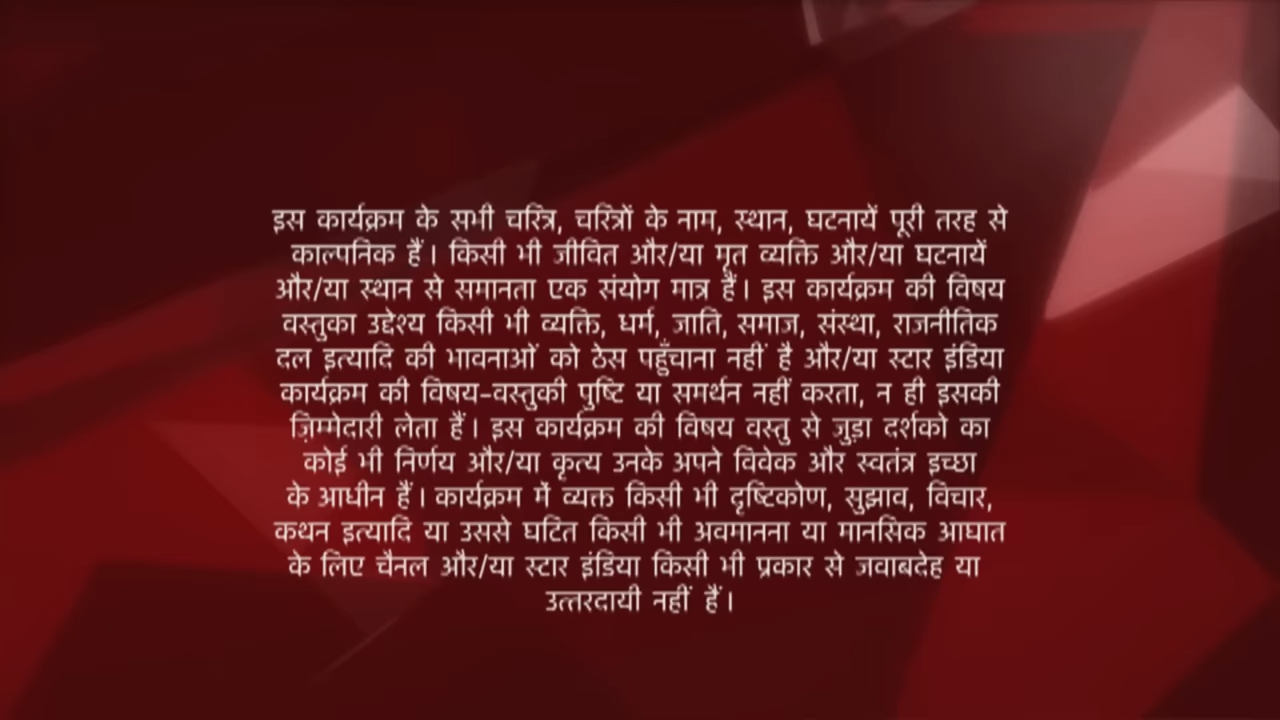 इस कार्यक्रम के सभी चरित्र, चरित्रों के नाम, स्थान, घटनायें पूरी तरह से
काल्पनिक हैं। किसी भी जीवित और/या मृत व्यक्ति और/या घटनायें
और/या स्थान से समानता एक संयोग मात्र हैं। इस कार्यक्रम की विषय
वस्तुका उद्देश्य किसी भी व्यक्ति, धर्म, जाति, समाज, संस्था, राजनीतिक
दल इत्यादि की भावनाओं को ठेस पहुँचाना नहीं है और/या स्टार इंडिया
कार्यक्रम की विषय-वस्तुकी पुष्टि या समर्थन नहीं करता, न ही इसकी
ज़िम्मेदारी लेता हैं। इस कार्यक्रम की विषय वस्तु से जुड़ा दर्शको का
कोई भी निर्णय और/या कृत्य उनके अपने विवेक और स्वतंत्र इच्छा
के आधीन हैं। कार्यक्रम में व्यक्त किसी भी दृष्टिकोण, सुझाव, विचार,
कथन इत्यादि या उससे घटित किसी भी अवमानना या मानसिक आघात
के लिए चैनल और/या स्टार इंडिया किसी भी प्रकार से जवाबदेह या
उत्तरदायी नहीं हैं।